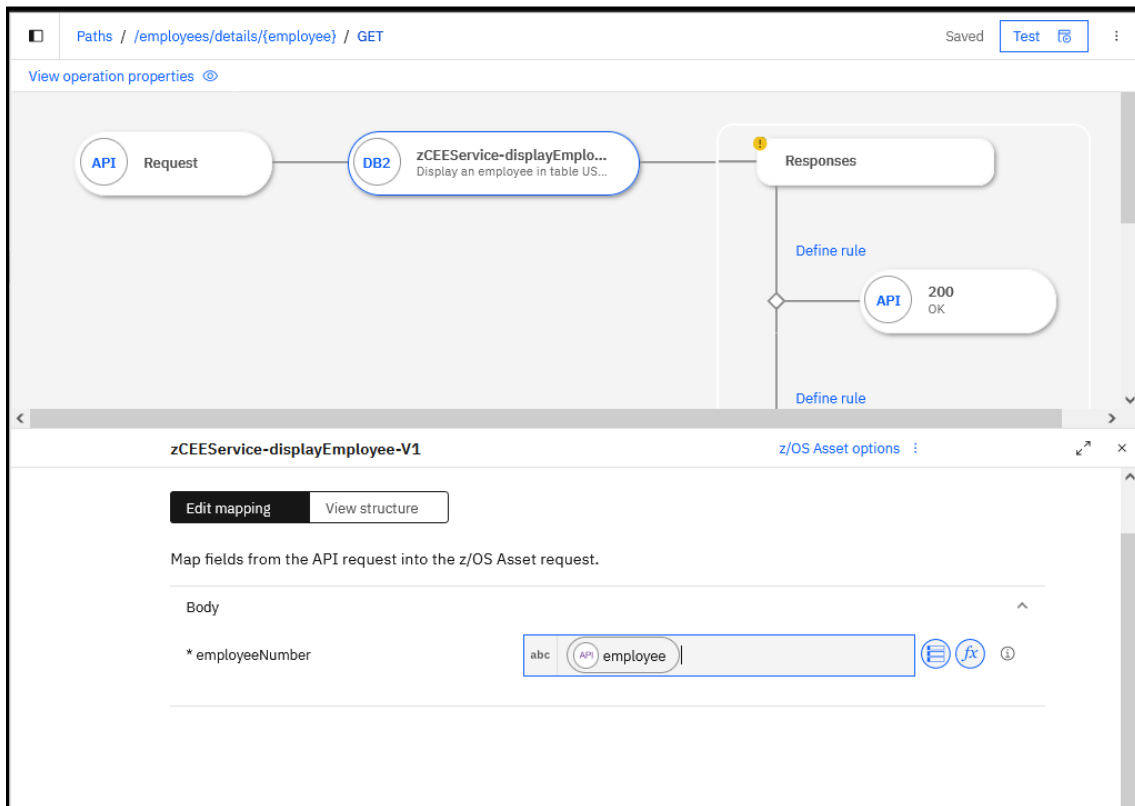 Paths / /employees/details/{employee} / GET
Saved
Test
View operation properties
API
Request
DB2
zCEEService-displayEmplo...
Display an employee in table US...
!
Responses
Define rule
API
200
OK
Define rule
zCEEService-displayEmployee-V1
z/OS Asset options
Edit mapping
View structure
Map fields from the API request into the z/OS Asset request.
Body
* employeeNumber
abc
API
employee
fx